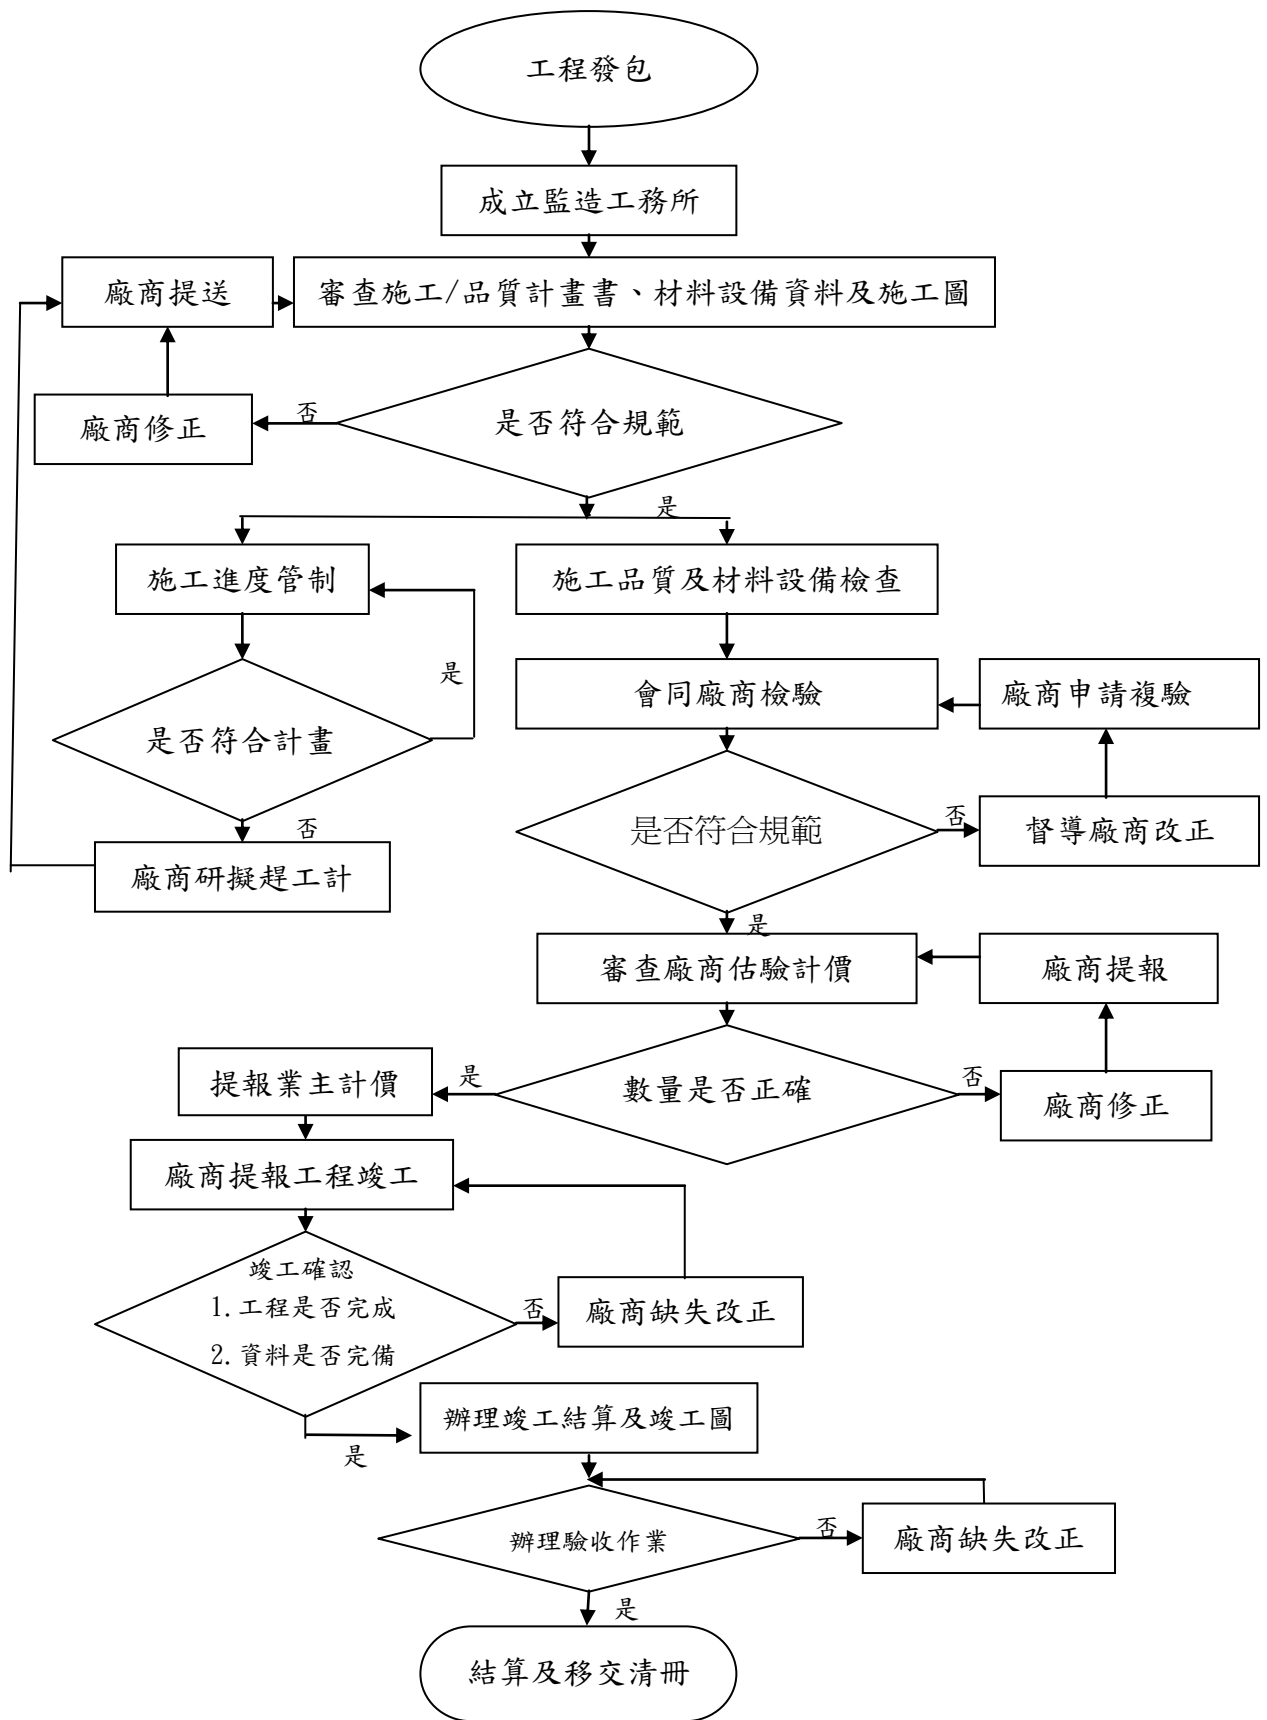 工程發包
成立監造工務所
廠商提送
審查施工/品質計畫書、材料設備資料及施工圖
廠商修正
否
是否符合規範
是
施工進度管制
施工品質及材料設備檢查
是
會同廠商檢驗
廠商申請複驗
是否符合計畫
否
是否符合規範
否
督導廠商改正
廠商研擬趕工計
是
審查廠商估驗計價
廠商提報
提報業主計價
是
數量是否正確
否
廠商修正
廠商提報工程竣工
竣工確認
1.工程是否完成
2.資料是否完備
否
廠商缺失改正
是
辦理竣工結算及竣工圖
辦理驗收作業
否
廠商缺失改正
是
結算及移交清冊